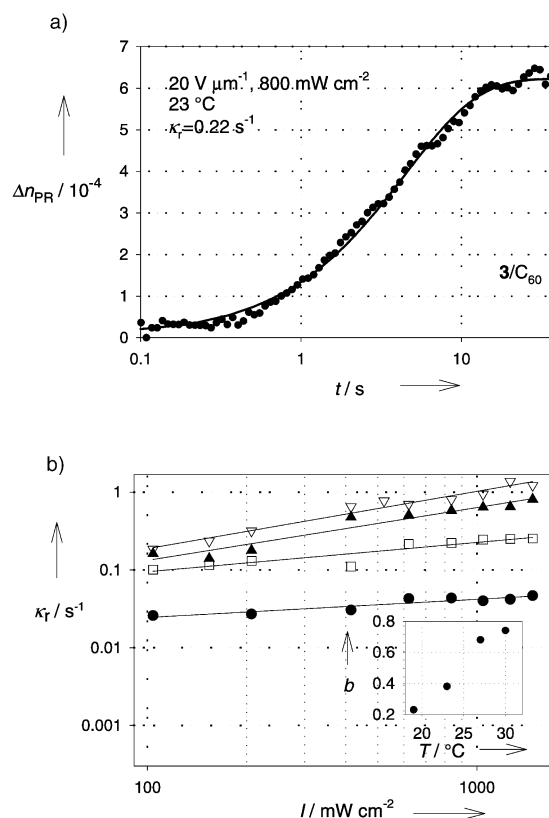 a)
7
6
5
4
3
2
1
0
Δn_PR / 10⁻⁴
20 V µm⁻¹, 800 mW cm⁻²
23 °C
κ_r=0.22 s⁻¹
3/C₆₀
0.1 1 10
t / s
b)
1
0.1
0.01
0.001
κ_r / s⁻¹
0.8
0.6
0.4
0.2
b
20 25 30
T / °C
100 1000
I / mW cm⁻²